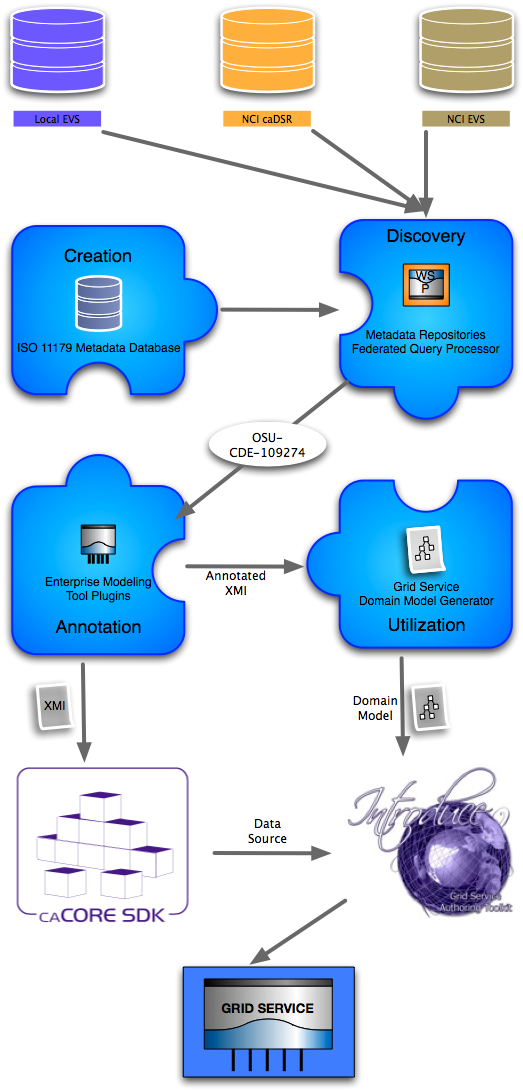 Local EVS
NCI caDSR
NCI EVS
Creation
ISO 11179 Metadata Database
Discovery
WS
P
Metadata Repositories
Federated Query Processor
OSU-
CDE-109274
Enterprise Modeling
Tool Plugins
Annotation
Annotated
XMI
Grid Service
Domain Model Generator
Utilization
XMI
Domain
Model
caCORE SDK
Data
Source
Introduce
Grid Service
Authoring Toolkit
GRID SERVICE